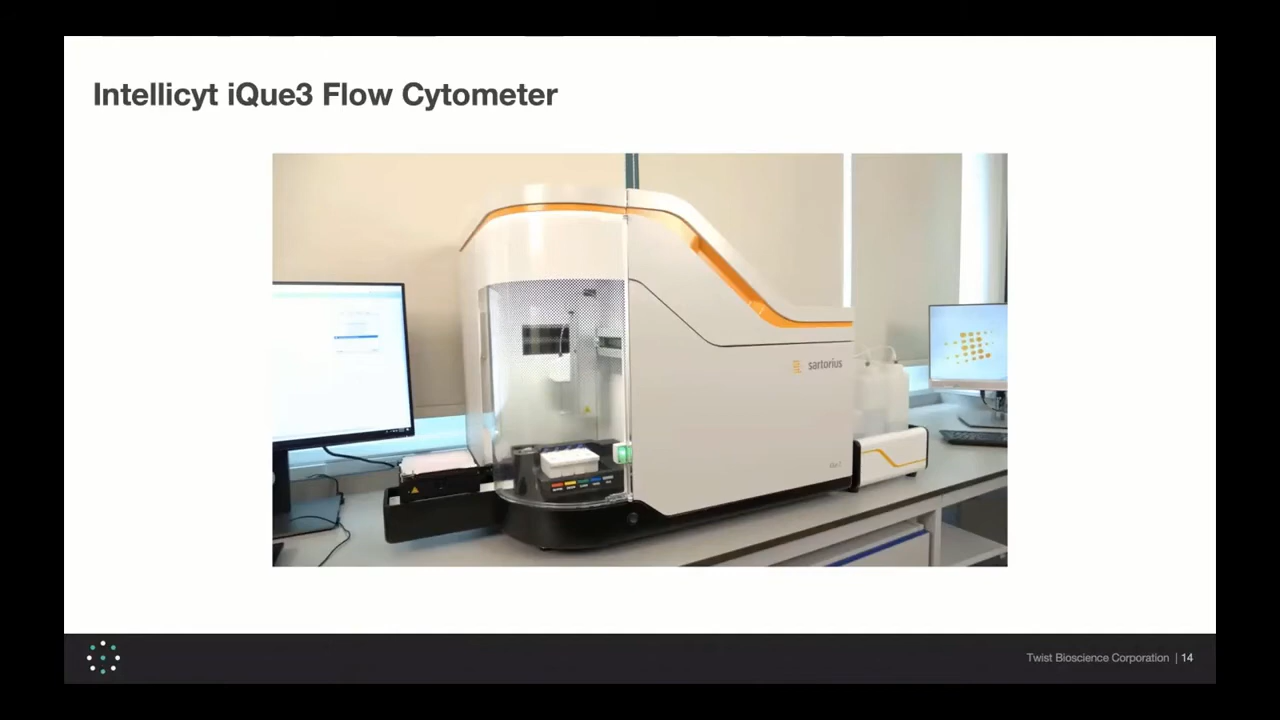 Intellicyt iQue3 Flow Cytometer
sartorius
Twist Bioscience Corporation | 14